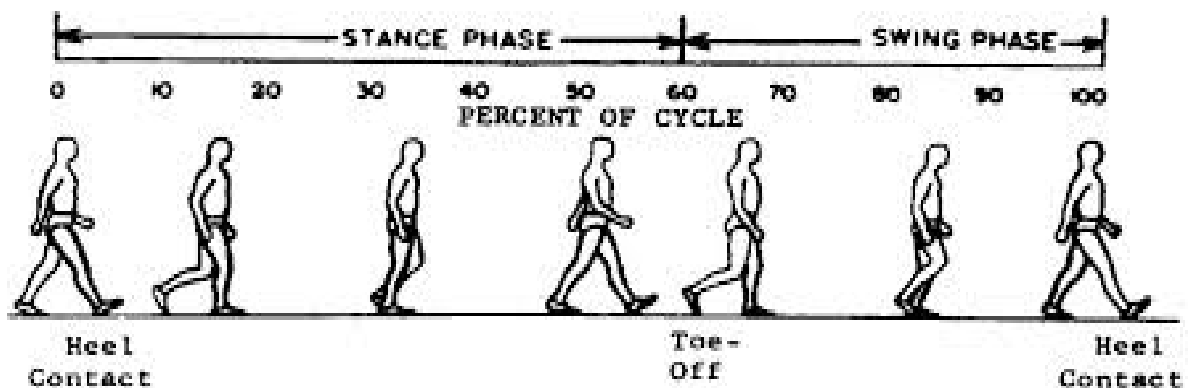 STANCE PHASE SWING PHASE
0 10 20 30 40 50 60 70 80 90 100
PERCENT OF CYCLE
Heel Contact
Toe-Off
Heel Contact